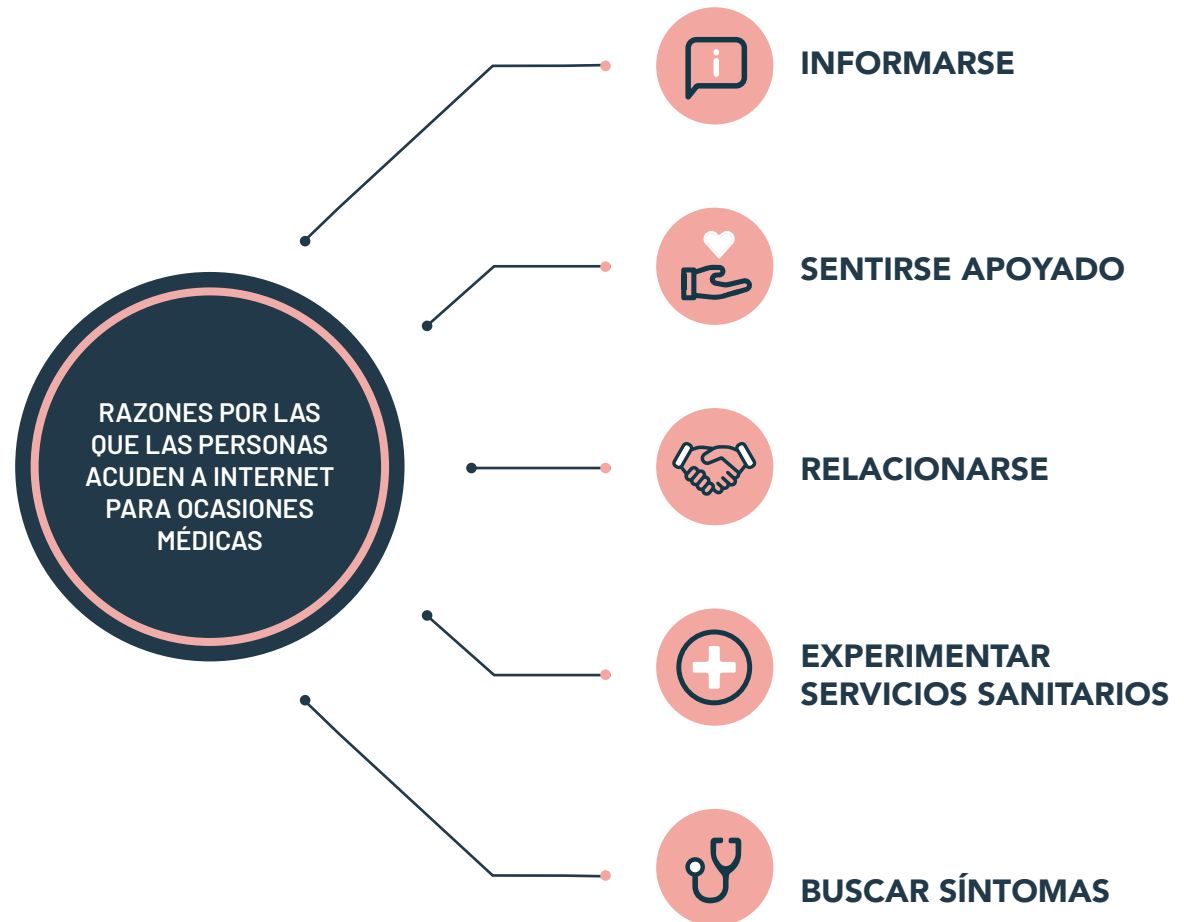 RAZONES POR LAS
QUE LAS PERSONAS
ACUDEN A INTERNET
PARA OCASIONES
MÉDICAS
i
INFORMARSE
SENTIRSE APOYADO
RELACIONARSE
EXPERIMENTAR
SERVICIOS SANITARIOS
BUSCAR SÍNTOMAS